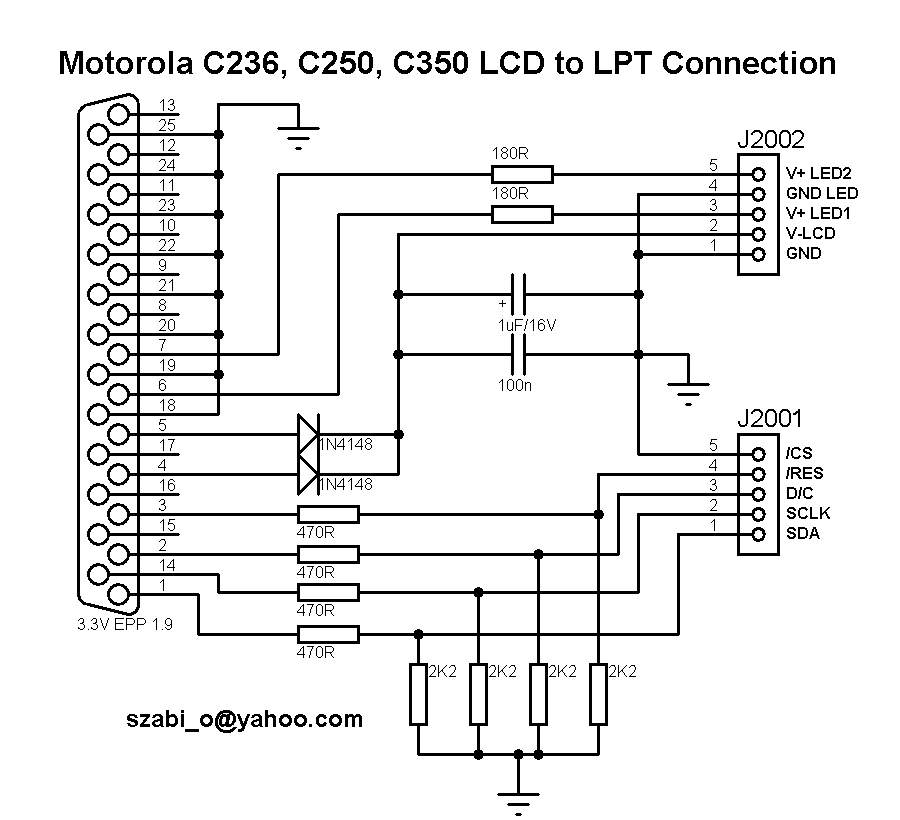 Motorola C236, C250, C350 LCD to LPT Connection
13
25
12
24
11
23
10
22
9
21
8
20
7
19
6
18
5
17
4
16
3
15
2
14
1
3.3V EPP 1.9
180R
180R
+
1uF/16V
100n
1N4148
1N4148
470R
470R
470R
470R
J2002
5 V+ LED2
4 GND LED
3 V+ LED1
2 V-LCD
1 GND
J2001
5 /CS
4 /RES
3 D/C
2 SCLK
1 SDA
2K2 2K2 2K2 2K2
szabi_o@yahoo.com